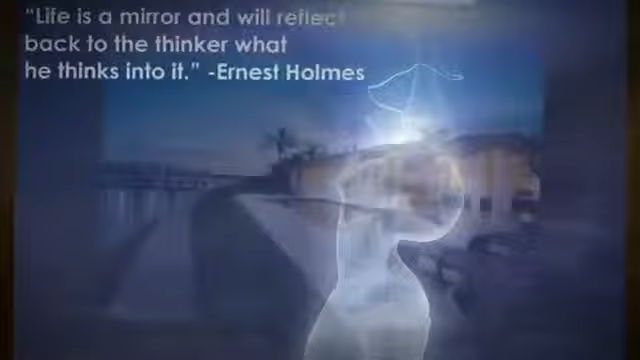 “Life is a mirror and will reflect
back to the thinker what
he thinks into it.” -Ernest Holmes